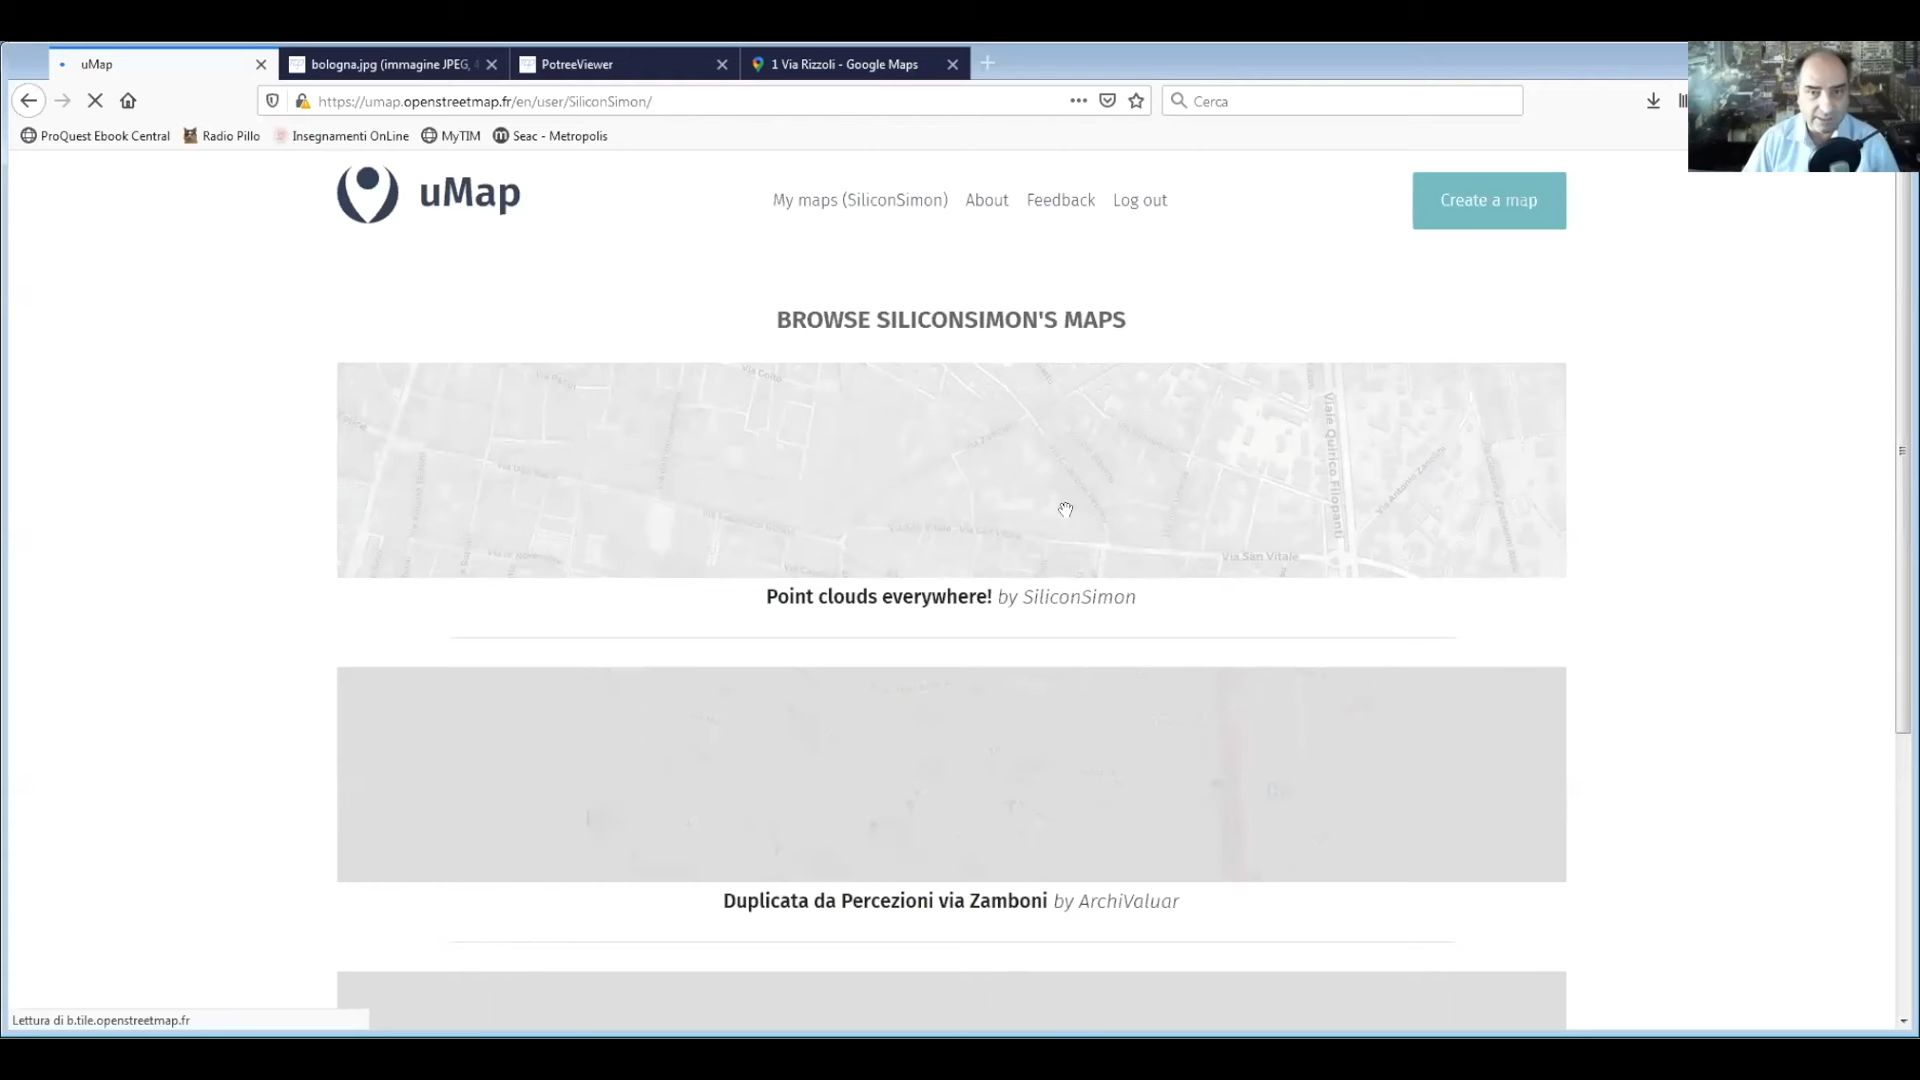 uMap
bologna.jpg (immagine JPEG,
PotreeViewer
1 Via Rizzoli - Google Maps
https://umap.openstreetmap.fr/en/user/SiliconSimon/
Cerca
ProQuest Ebook Central
Radio Pillo
Insegnamenti OnLine
MyTIM
Seac - Metropolis
uMap
My maps (SiliconSimon)
About
Feedback
Log out
Create a map
BROWSE SILICONSIMON'S MAPS
Viale Quirico Filopanti
Via San Vitale
Point clouds everywhere! by SiliconSimon
Duplicata da Percezioni via Zamboni by ArchiValuar
Lettura di b.tile.openstreetmap.fr